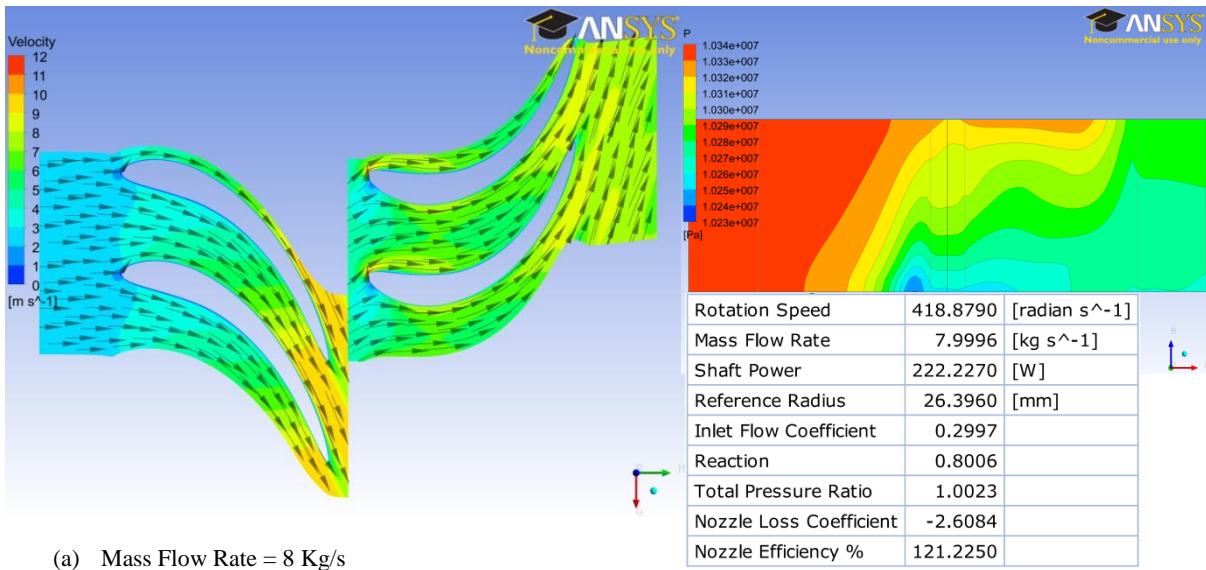 ANSYS
Noncommercial use only
Velocity
12
11
10
9
8
7
6
5
4
3
2
1
0
[m s^-1]
ANSYS
Noncommercial use only
P
1.034e+007
1.033e+007
1.032e+007
1.031e+007
1.030e+007
1.029e+007
1.028e+007
1.027e+007
1.026e+007
1.025e+007
1.024e+007
1.023e+007
[Pa]
Rotation Speed 418.8790 [radian s^-1]
Mass Flow Rate 7.9996 [kg s^-1]
Shaft Power 222.2270 [W]
Reference Radius 26.3960 [mm]
Inlet Flow Coefficient 0.2997
Reaction 0.8006
Total Pressure Ratio 1.0023
Nozzle Loss Coefficient -2.6084
Nozzle Efficiency % 121.2250
(a) Mass Flow Rate = 8 Kg/s